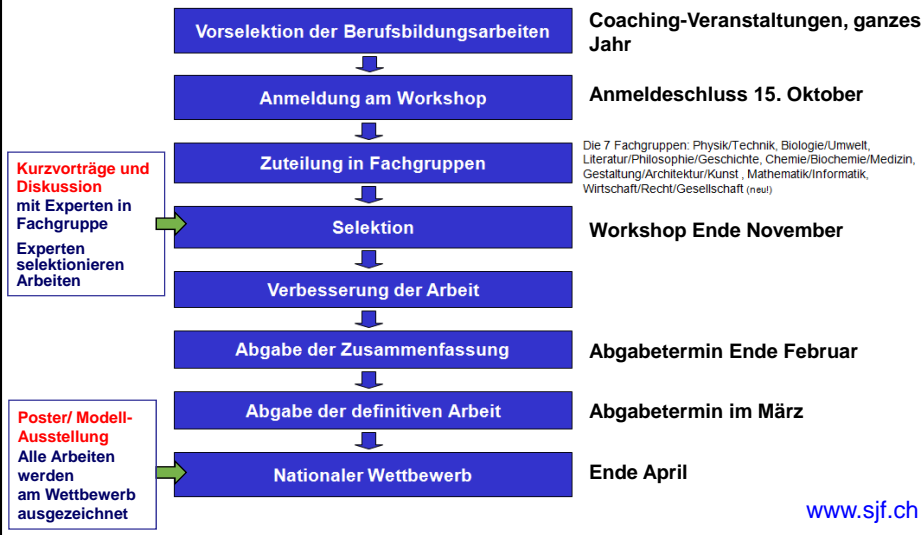 Vorselektion der Berufsbildungsarbeiten
Coaching-Veranstaltungen, ganzes
Jahr
Anmeldung am Workshop
Anmeldeschluss 15. Oktober
Zuteilung in Fachgruppen
Die 7 Fachgruppen: Physik/Technik, Biologie/Umwelt,
Literatur/Philosophie/Geschichte, Chemie/Biochemie/Medizin,
Gestaltung/Architektur/Kunst , Mathematik/Informatik,
Wirtschaft/Recht/Gesellschaft (neu!)
Kurzvorträge und
Diskussion
mit Experten in
Fachgruppe
Experten
selektionieren
Arbeiten
Selektion
Workshop Ende November
Verbesserung der Arbeit
Abgabe der Zusammenfassung
Abgabetermin Ende Februar
Abgabe der definitiven Arbeit
Abgabetermin im März
Poster/ Modell-
Ausstellung
Alle Arbeiten
werden
am Wettbewerb
ausgezeichnet
Nationaler Wettbewerb
Ende April
www.sjf.ch